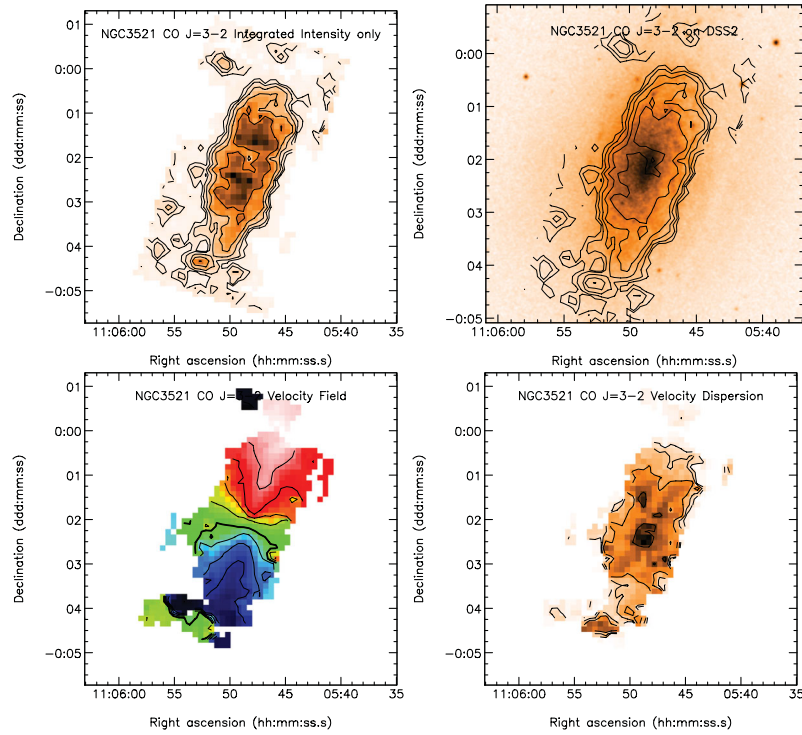 NGC3521 CO J=3-2 Integrated Intensity only
01
0:00
01
02
03
04
-0:05
Declination (ddd:mm:ss)
11:06:00 55 50 45 05:40 35
Right ascension (hh:mm:ss.s)
NGC3521 CO J=3-2 on DSS2
0:00
01
02
03
04
-0:05
Declination (ddd:mm:ss)
11:06:00 55 50 45 05:40
Right ascension (hh:mm:ss.s)
NGC3521 CO Velocity Field
01
0:00
01
02
03
04
-0:05
Declination (ddd:mm:ss)
11:06:00 55 50 45 05:40 35
Right ascension (hh:mm:ss.s)
NGC3521 CO J=3-2 Velocity Dispersion
01
0:00
01
02
03
04
-0:05
Declination (ddd:mm:ss)
11:06:00 55 50 45 05:40 35
Right ascension (hh:mm:ss.s)